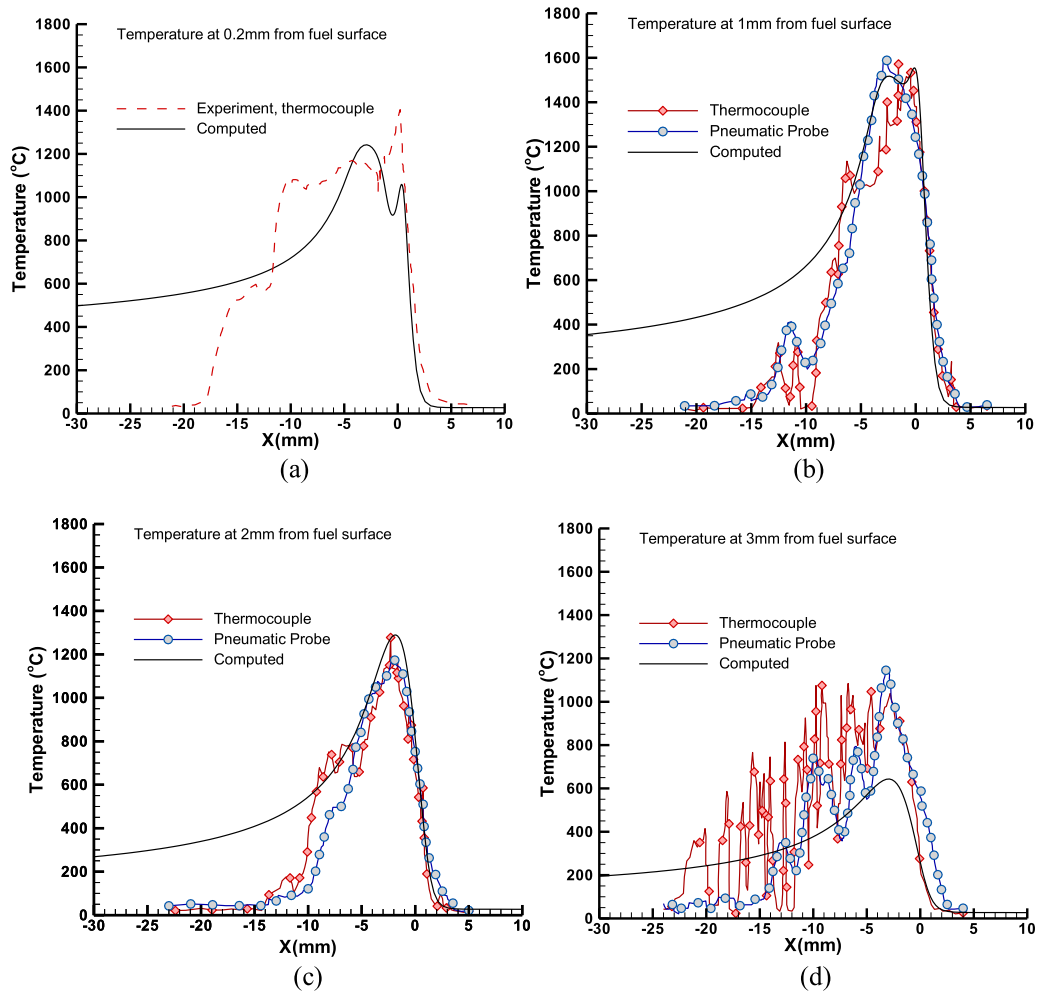 Temperature at 0.2mm from fuel surface
Experiment, thermocouple
Computed
Temperature (°C)
1800
1600
1400
1200
1000
800
600
400
200
0
-30 -25 -20 -15 -10 -5 0 5 10
X(mm)
(a)
Temperature at 1mm from fuel surface
Thermocouple
Pneumatic Probe
Computed
Temperature (°C)
1800
1600
1400
1200
1000
800
600
400
200
0
-30 -25 -20 -15 -10 -5 0 5 10
X(mm)
(b)
Temperature at 2mm from fuel surface
Thermocouple
Pneumatic Probe
Computed
Temperature (°C)
1800
1600
1400
1200
1000
800
600
400
200
0
-30 -25 -20 -15 -10 -5 0 5 10
X(mm)
(c)
Temperature at 3mm from fuel surface
Thermocouple
Pneumatic Probe
Computed
Temperature (°C)
1600
1400
1200
1000
800
600
400
200
0
-30 -25 -20 -15 -10 -5 0 5 10
X(mm)
(d)